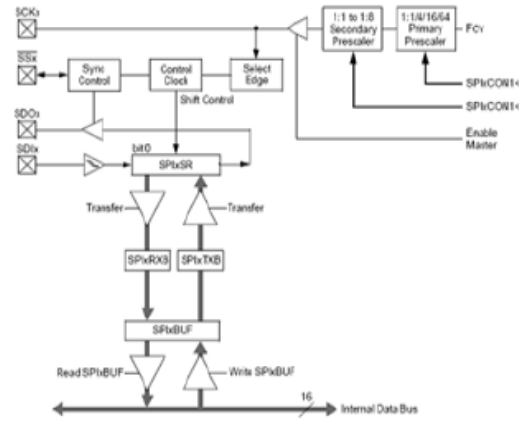 SCKx
SSx
SDOx
SDIx
Sync
Control
Control
Clock
Select
Edge
1:1 to 1:8
Secondary
Prescaler
1:1/4/16/64
Primary
Prescaler
FCY
SPIxCON1<
SPIxCON1<
Enable
Master
Shift Control
bit0
SPIxSR
Transfer
Transfer
SPIxRXB
SPIxTXB
SPIxBUF
Read SPIxBUF
Write SPIxBUF
16
Internal Data Bus